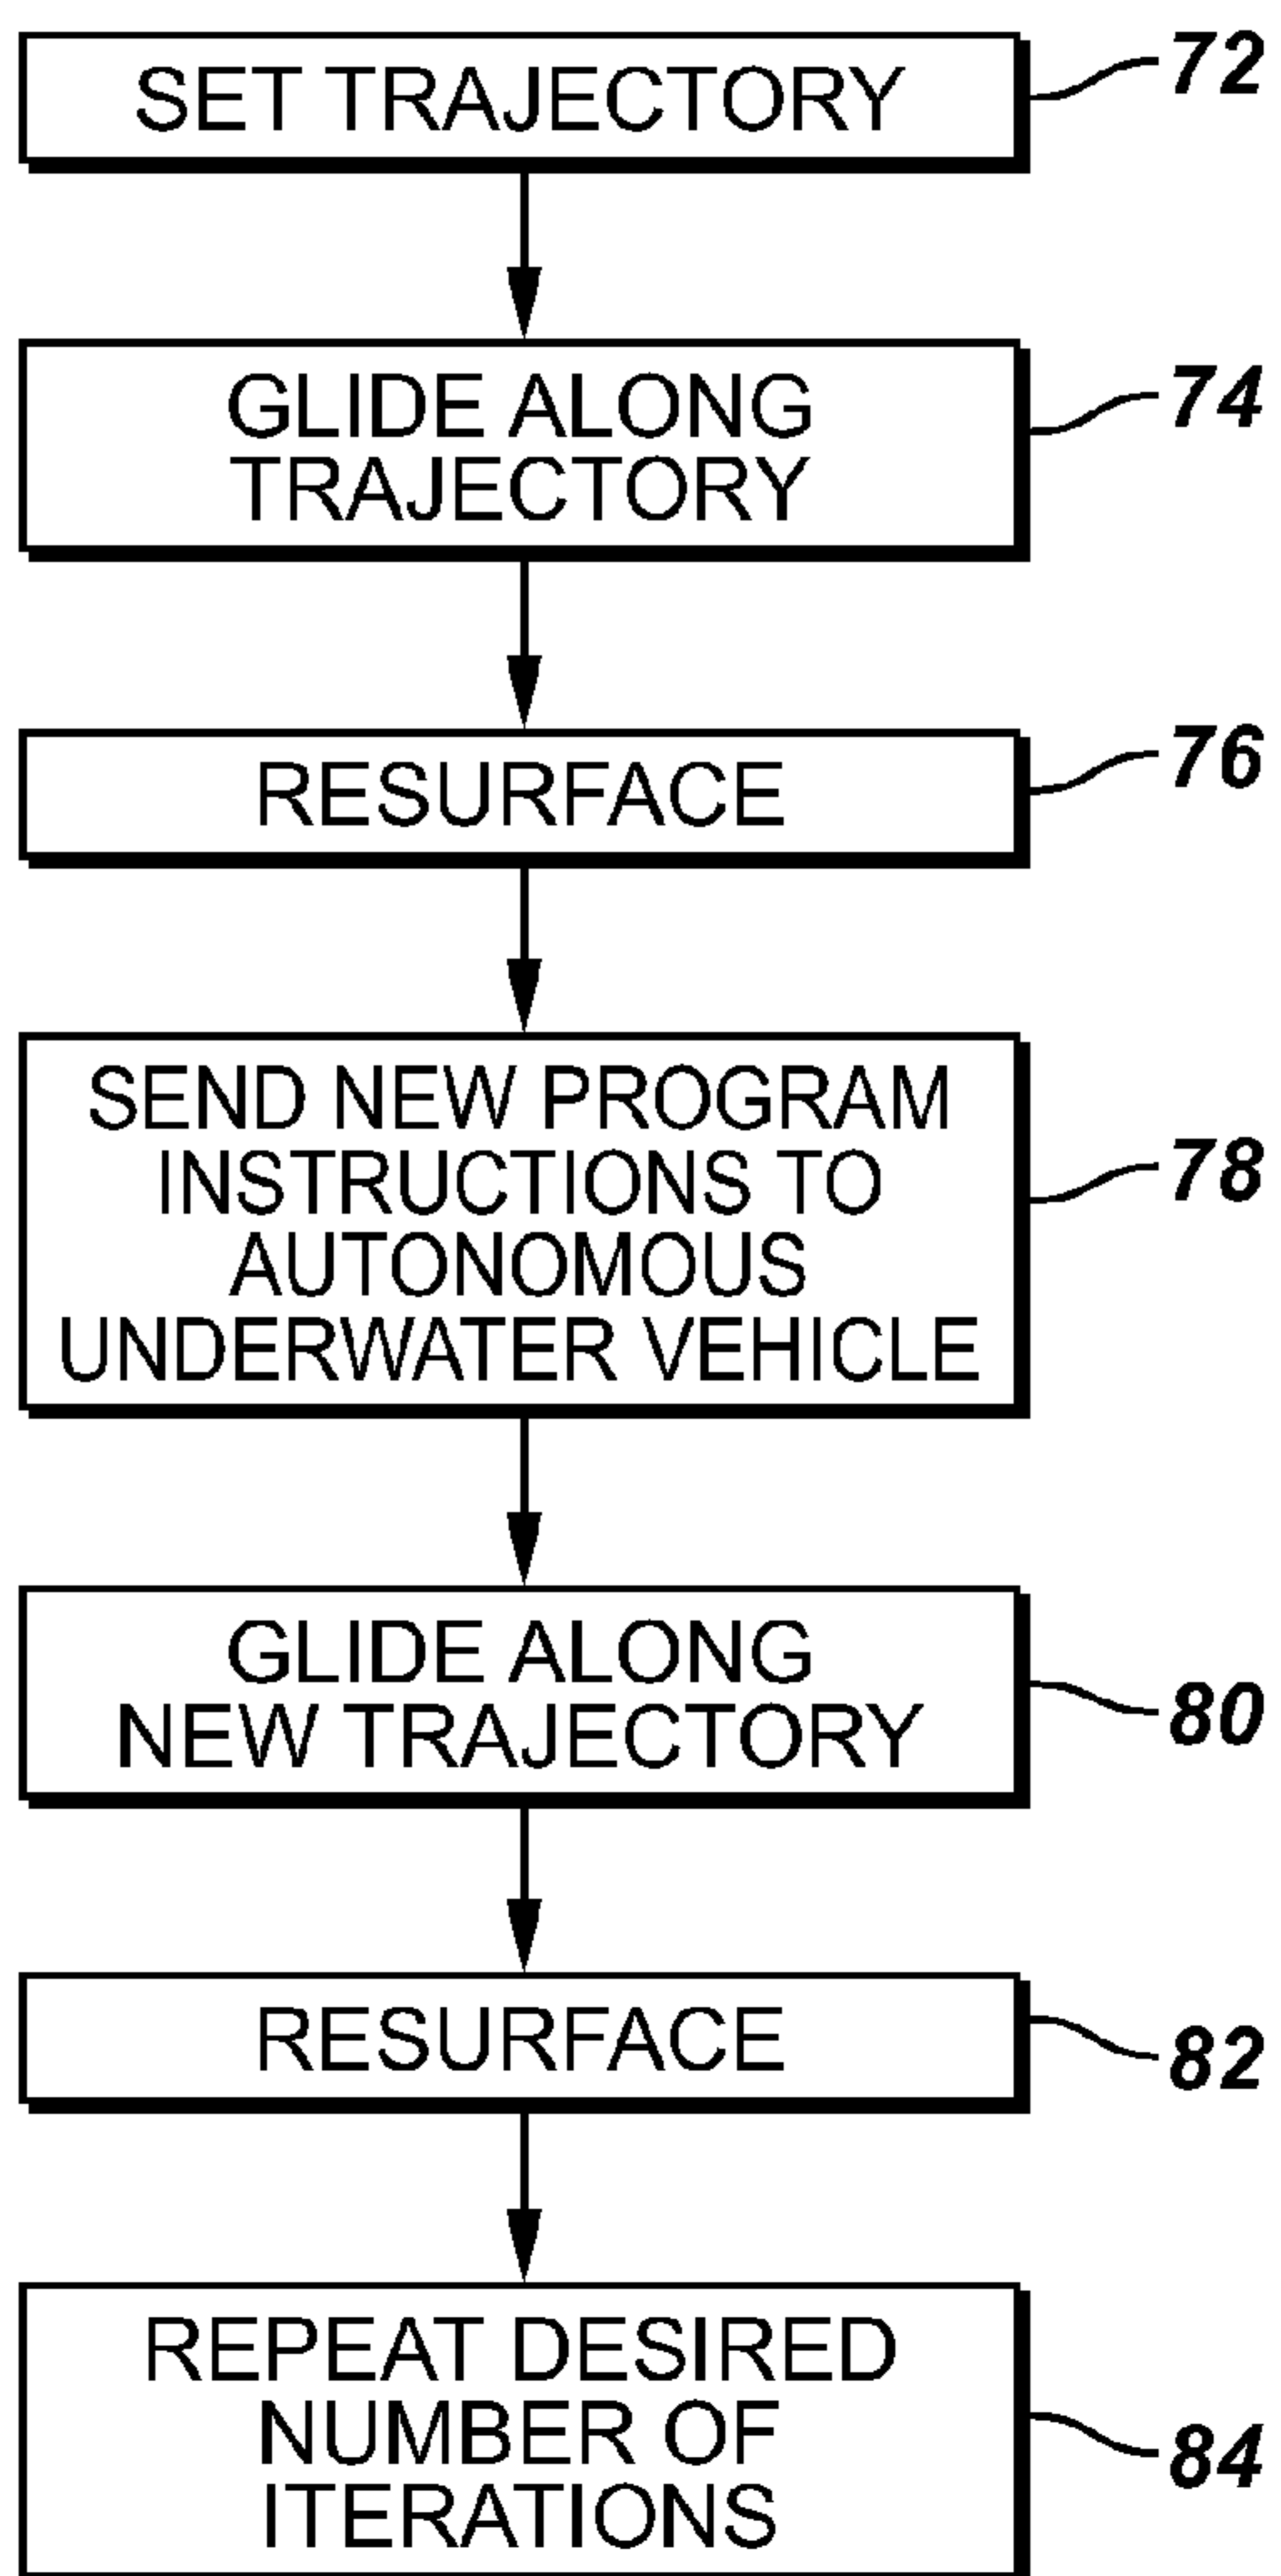 SET TRAJECTORY
72
GLIDE ALONG
TRAJECTORY
74
RESURFACE
76
SEND NEW PROGRAM
INSTRUCTIONS TO
AUTONOMOUS
UNDERWATER VEHICLE
78
GLIDE ALONG
NEW TRAJECTORY
80
RESURFACE
82
REPEAT DESIRED
NUMBER OF
ITERATIONS
84